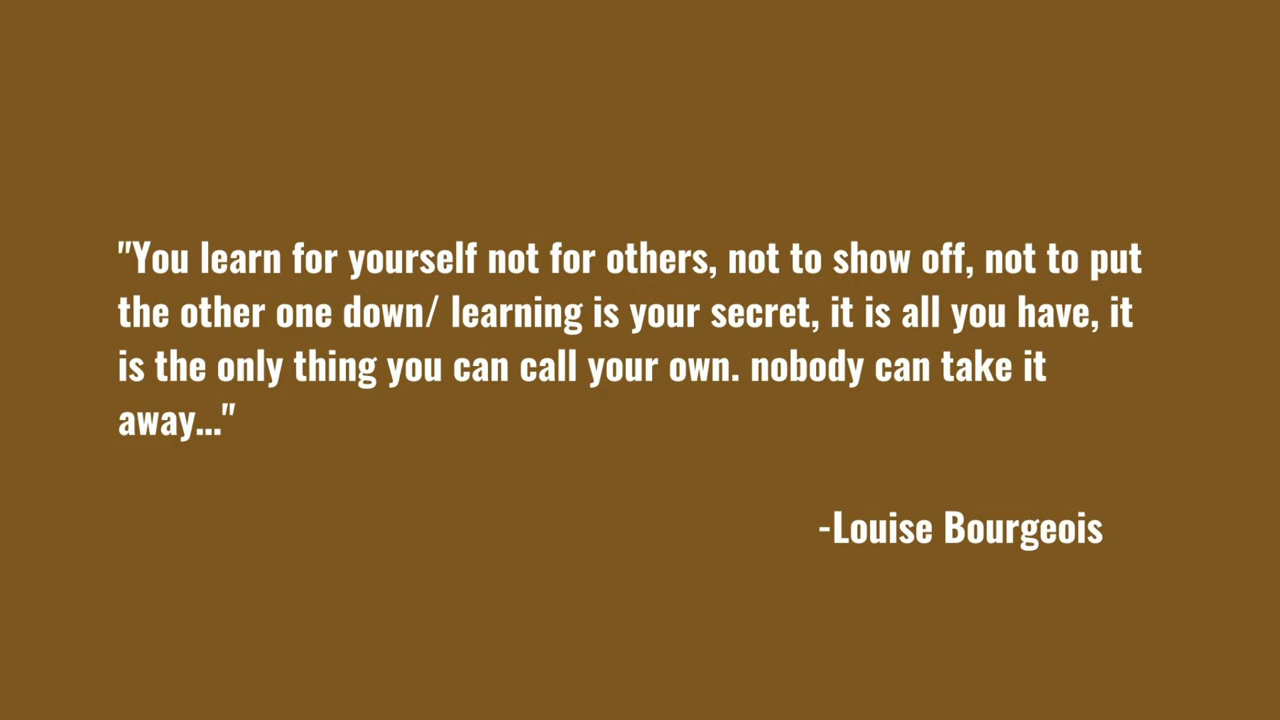 "You learn for yourself not for others, not to show off, not to put
the other one down/ learning is your secret, it is all you have, it
is the only thing you can call your own. nobody can take it
away..."
-Louise Bourgeois